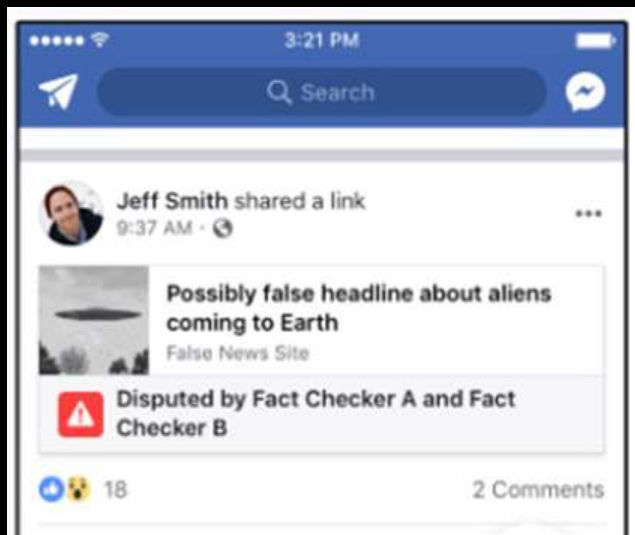 3:21 PM
Search
Jeff Smith shared a link
9:37 AM ·
Possibly false headline about aliens
coming to Earth
False News Site
Disputed by Fact Checker A and Fact
Checker B
18
2 Comments